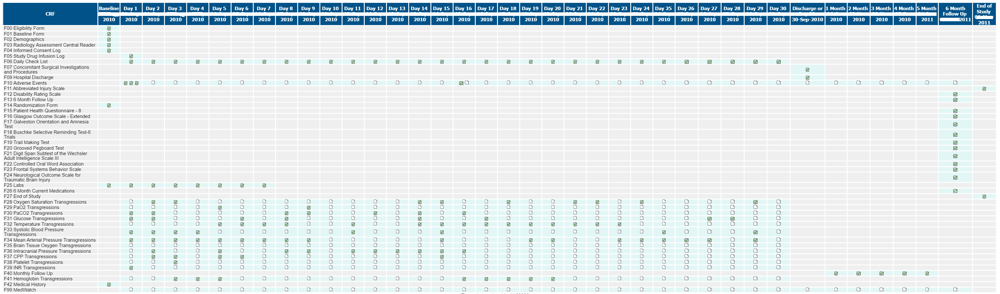 CRF Baseline Day 1 Day 2 Day 3 Day 4 Day 5 Day 6 Day 7 Day 8 Day 9 Day 10 Day 11 Day 12 Day 13 Day 14 Day 15 Day 16 Day 17 Day 18 Day 19 Day 20 Day 21 Day 22 Day 23 Day 24 Day 25 Day 26 Day 27 Day 28 Day 29 Day 30 Discharge or 1 Month 2 Month 3 Month 4 Month 5 Month 6 Month Follow Up End of Study
2010 2010 2010 2010 2010 2010 2010 2010 2010 2010 2010 2010 2010 2010 2010 2010 2010 2010 2010 2010 2010 2010 2010 2010 2010 2010 2010 2010 2010 2010 2010 30-Sep-2010 2010 2010 2010 2010 2011 2011 2011
F00 Eligibility Form
F01 Baseline Form
F02 Demographics
F03 Radiology Assessment Central Reader
F04 Informed Consent Log
F05 Study Drug Infusion Log
F06 Daily Check List
F07 Concomitant Surgical Investigations
and Procedures
F09 Hospital Discharge
F10 Adverse Events
F11 Abbreviated Injury Scale
F12 Disability Rating Scale
F13 6 Month Follow Up
F14 Randomization Form
F15 Patient Health Questionnaire - 8
F16 Glasgow Outcome Scale - Extended
F17 Galveston Orientation and Amnesia
Test
F18 Buschke Selective Reminding Test-6
Trials
F19 Trail Making Test
F20 Grooved Pegboard Test
F21 Digit Span Subtest of the Wechsler
Adult Intelligence Scale III
F22 Controlled Oral Word Association
F23 Frontal Systems Behavior Scale
F24 Neurological Outcome Scale for
Traumatic Brain Injury
F25 Labs
F26 6 Month Current Medications
F27 End of Study
F28 Oxygen Saturation Transgressions
F29 PaO2 Transgressions
F30 PaCO2 Transgressions
F31 Glucose Transgressions
F32 Temperature Transgressions
F33 Systolic Blood Pressure
Transgressions
F34 Mean Arterial Pressure Transgressions
F35 Brain Tissue Oxygen Transgressions
F36 Intracranial Pressure Transgressions
F37 CPP Transgressions
F38 Platelet Transgressions
F39 INR Transgressions
F40 Monthly Follow Up
F41 Hemoglobin Transgressions
F42 Medical History
F99 MedWatch